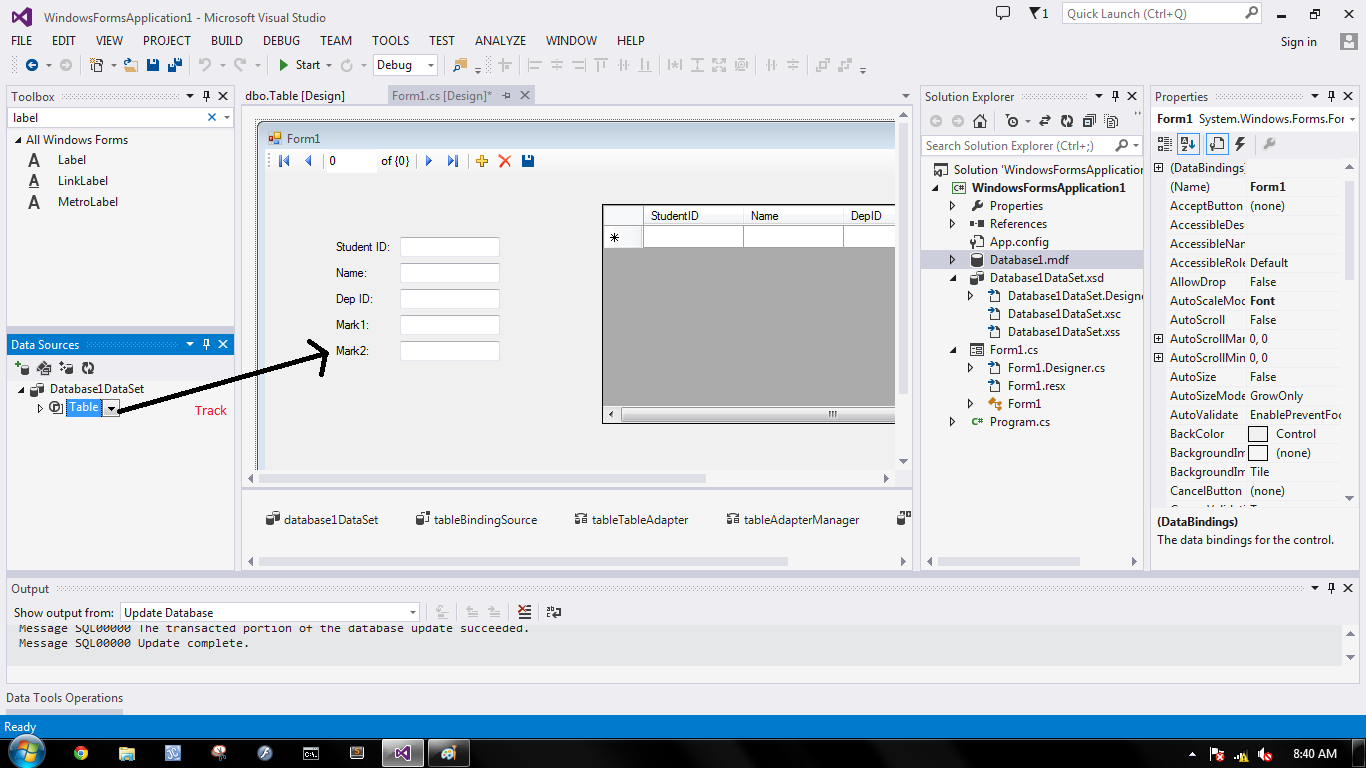 WindowsFormsApplication1 - Microsoft Visual Studio
1
Quick Launch (Ctrl+Q)
FILE EDIT VIEW PROJECT BUILD DEBUG TEAM TOOLS TEST ANALYZE WINDOW HELP
Sign in
Start
Debug
Toolbox
label
All Windows Forms
A Label
A LinkLabel
A MetroLabel
Data Sources
Database1DataSet
Table
Track
dbo.Table [Design]
Form1.cs [Design]*
Form1
0 of {0}
StudentID Name DepID
Student ID:
Name:
Dep ID:
Mark1:
Mark2:
database1DataSet
tableBindingSource
tableTableAdapter
tableAdapterManager
Solution Explorer
Search Solution Explorer (Ctrl+;)
Solution 'WindowsFormsApplication
C# WindowsFormsApplication1
Properties
References
App.config
Database1.mdf
Database1DataSet.xsd
Database1DataSet.Designe
Database1DataSet.xsc
Database1DataSet.xss
Form1.cs
Form1.Designer.cs
Form1.resx
Form1
C# Program.cs
Properties
Form1 System.Windows.Forms.For
(DataBindings)
(Name) Form1
AcceptButton (none)
AccessibleDes
AccessibleNar
AccessibleRole Default
AllowDrop False
AutoScaleMod Font
AutoScroll False
AutoScrollMar 0, 0
AutoScrollMin 0, 0
AutoSize False
AutoSizeMode GrowOnly
AutoValidate EnablePreventFoc
BackColor Control
BackgroundIm (none)
BackgroundIm Tile
CancelButton (none)
(DataBindings)
The data bindings for the control.
Output
Show output from: Update Database
Message SQL00000 The transacted portion of the database update succeeded.
Message SQL00000 Update complete.
Data Tools Operations
Ready
8:40 AM